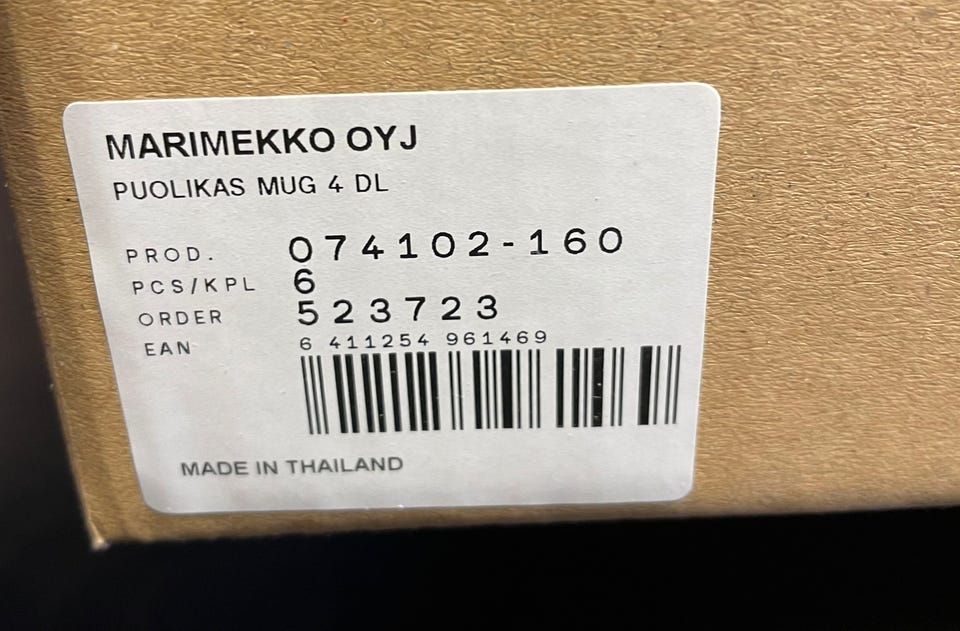 MARIMEKKO OYJ
PUOLIKAS MUG 4 DL
PROD. 074102-160
PCS/KPL 6
ORDER 523723
EAN 6 411254 961469
MADE IN THAILAND